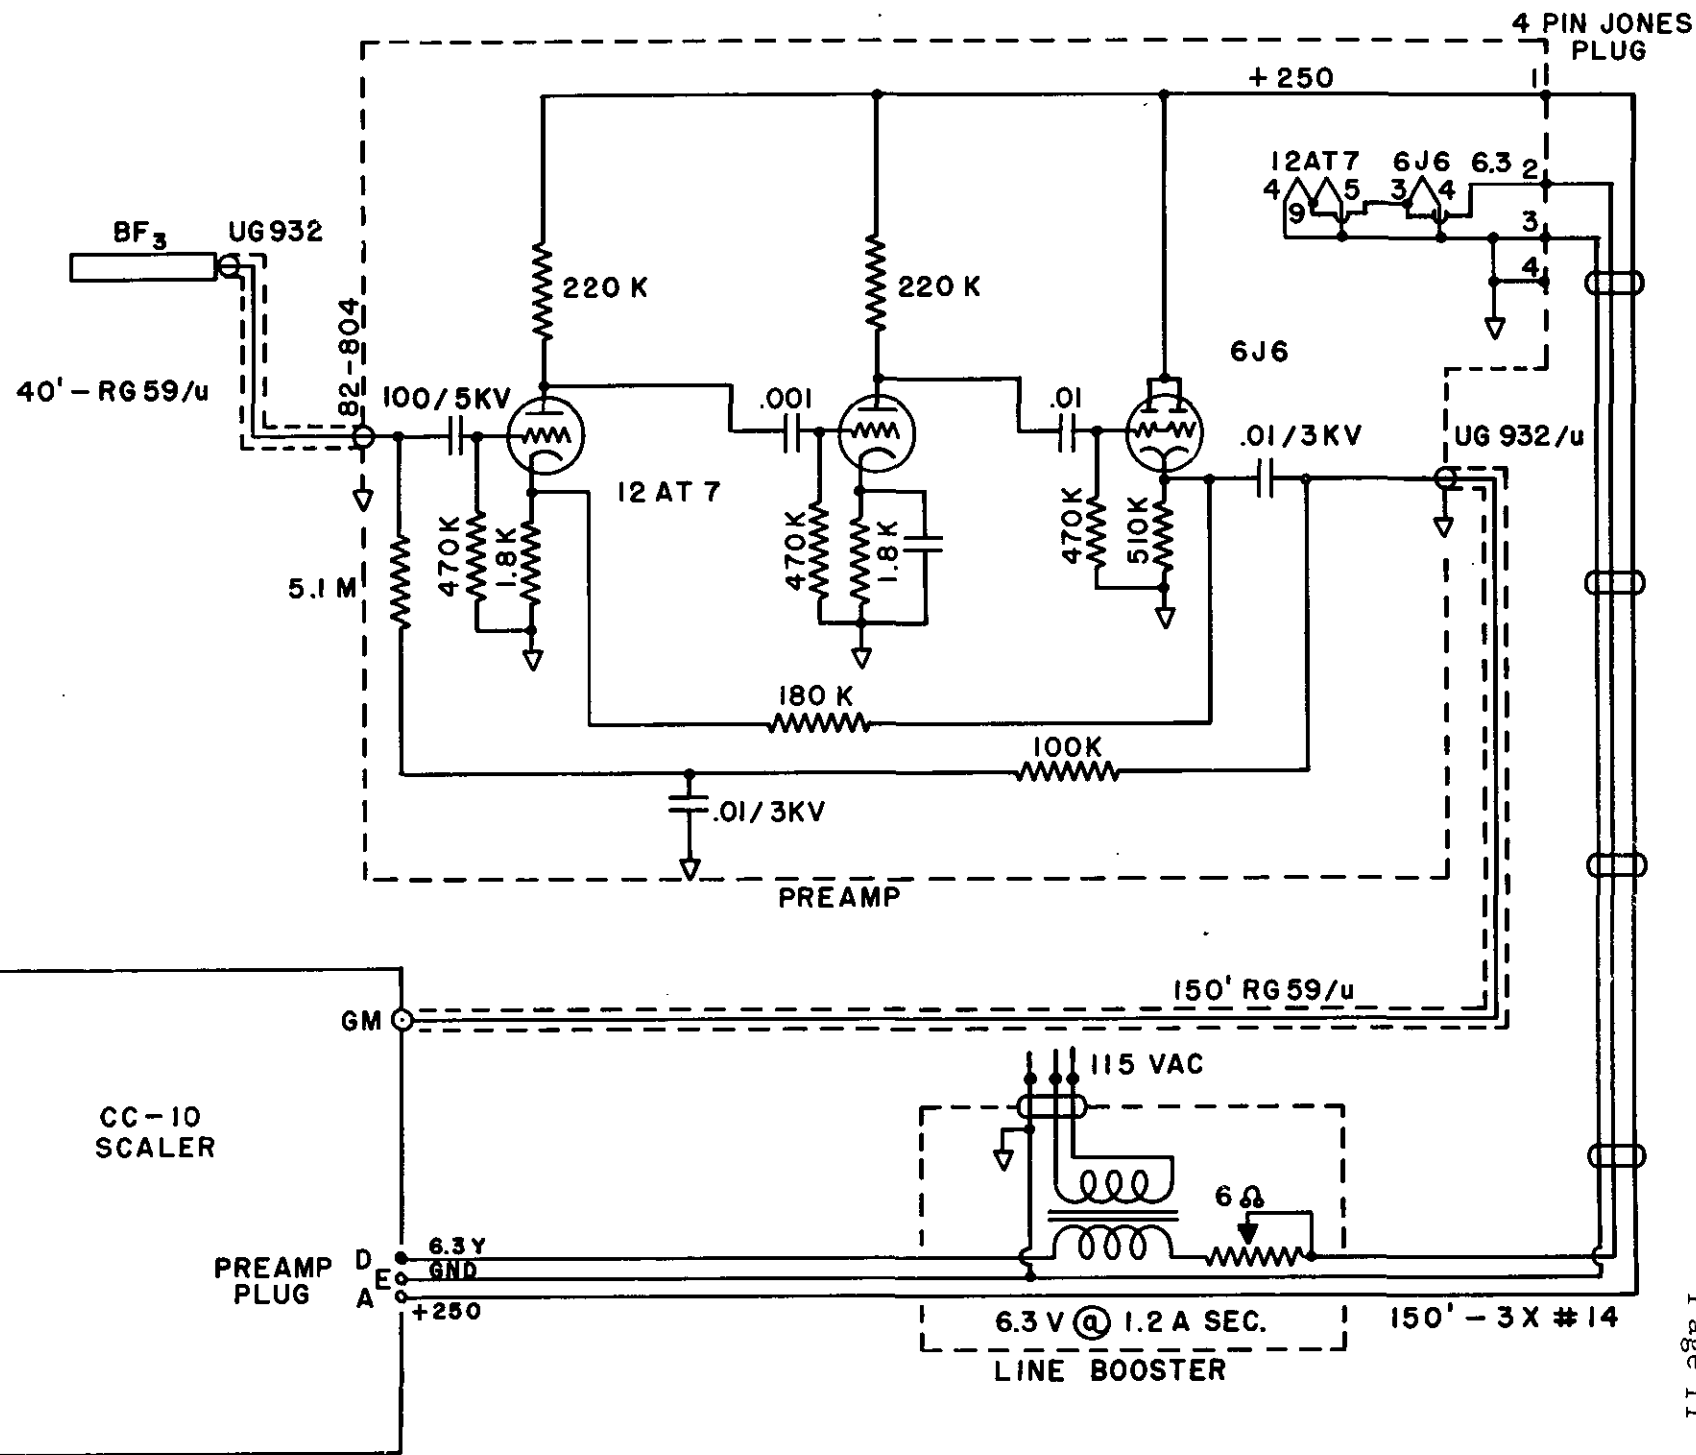 4 PIN JONES
PLUG
+250
1
12AT7
6J6
6.3
2
4
5
3
4
9
3
4
BF3
UG932
82-804
40'-RG59/u
220 K
220 K
6J6
100/5KV
.001
.01
.01/3KV
UG 932/u
12 AT 7
470K
1.8K
470K
1.8K
470K
510K
5.1 M
180 K
100K
.01/3KV
PREAMP
150' RG59/u
GM
115 VAC
CC-10
SCALER
6 Ω
PREAMP
PLUG
D
6.3 Y
E
GND
A
+250
6.3 V @ 1.2 A SEC.
150' - 3 X # 14
LINE BOOSTER